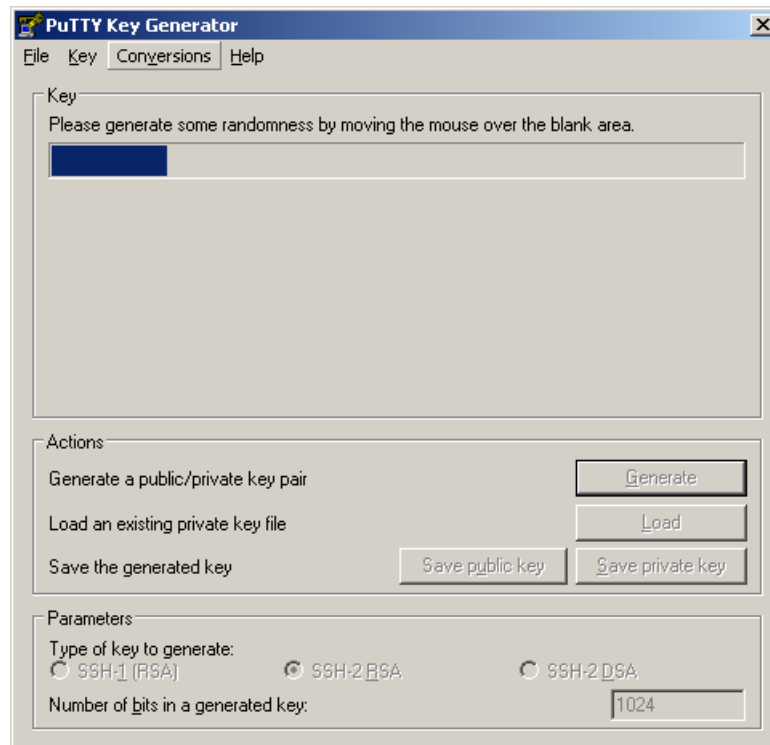 PuTTY Key Generator
File Key Conversions Help
Key
Please generate some randomness by moving the mouse over the blank area.
Actions
Generate a public/private key pair
Generate
Load an existing private key file
Load
Save the generated key
Save public key
Save private key
Parameters
Type of key to generate:
SSH-1 (RSA)
SSH-2 RSA
SSH-2 DSA
Number of bits in a generated key:
1024